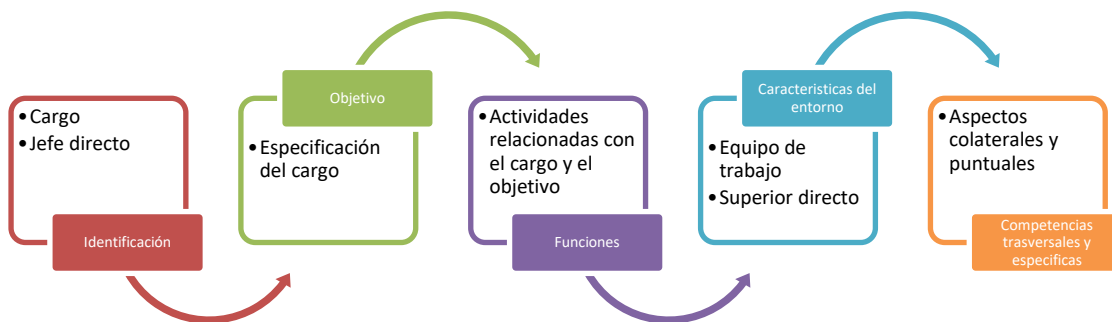 • Cargo
• Jefe directo
Identificación
Objetivo
• Especificación
del cargo
• Actividades
relacionadas con
el cargo y el
objetivo
Funciones
Caracteristicas del
entorno
• Equipo de
trabajo
• Superior directo
• Aspectos
colaterales y
puntuales
Competencias
trasversales y
especificas